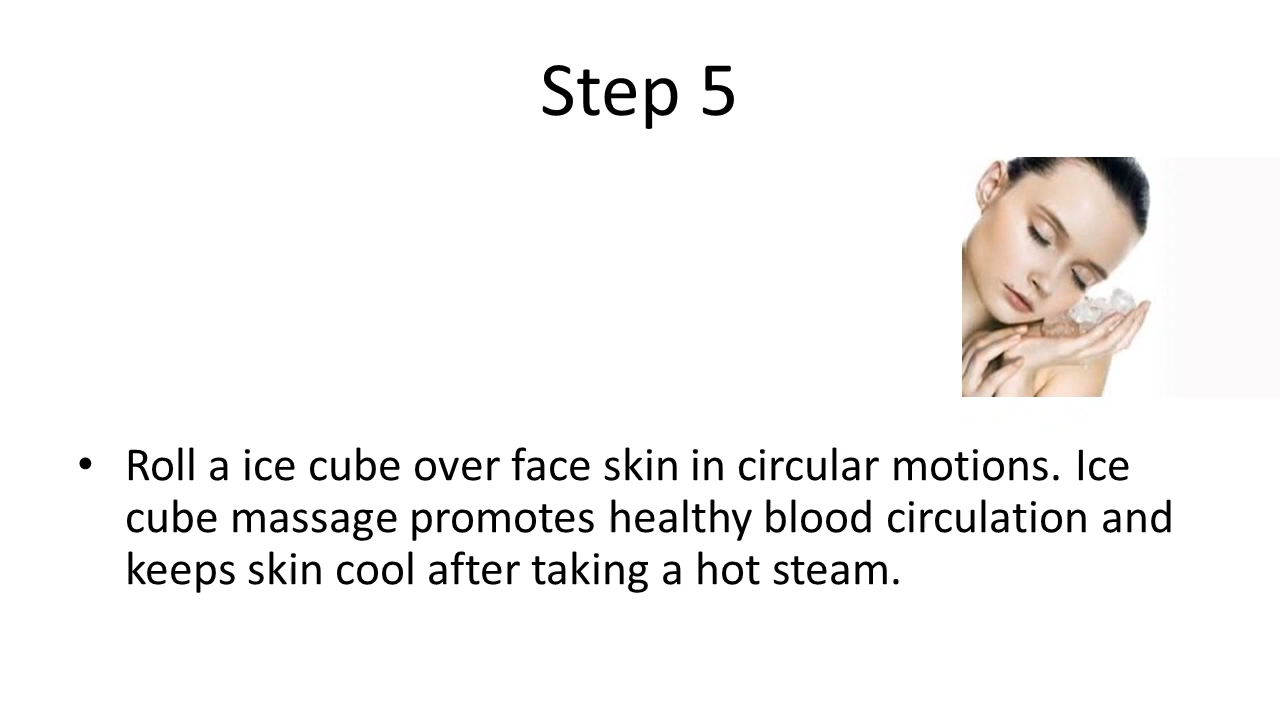 Step 5
• Roll a ice cube over face skin in circular motions. Ice
cube massage promotes healthy blood circulation and
keeps skin cool after taking a hot steam.